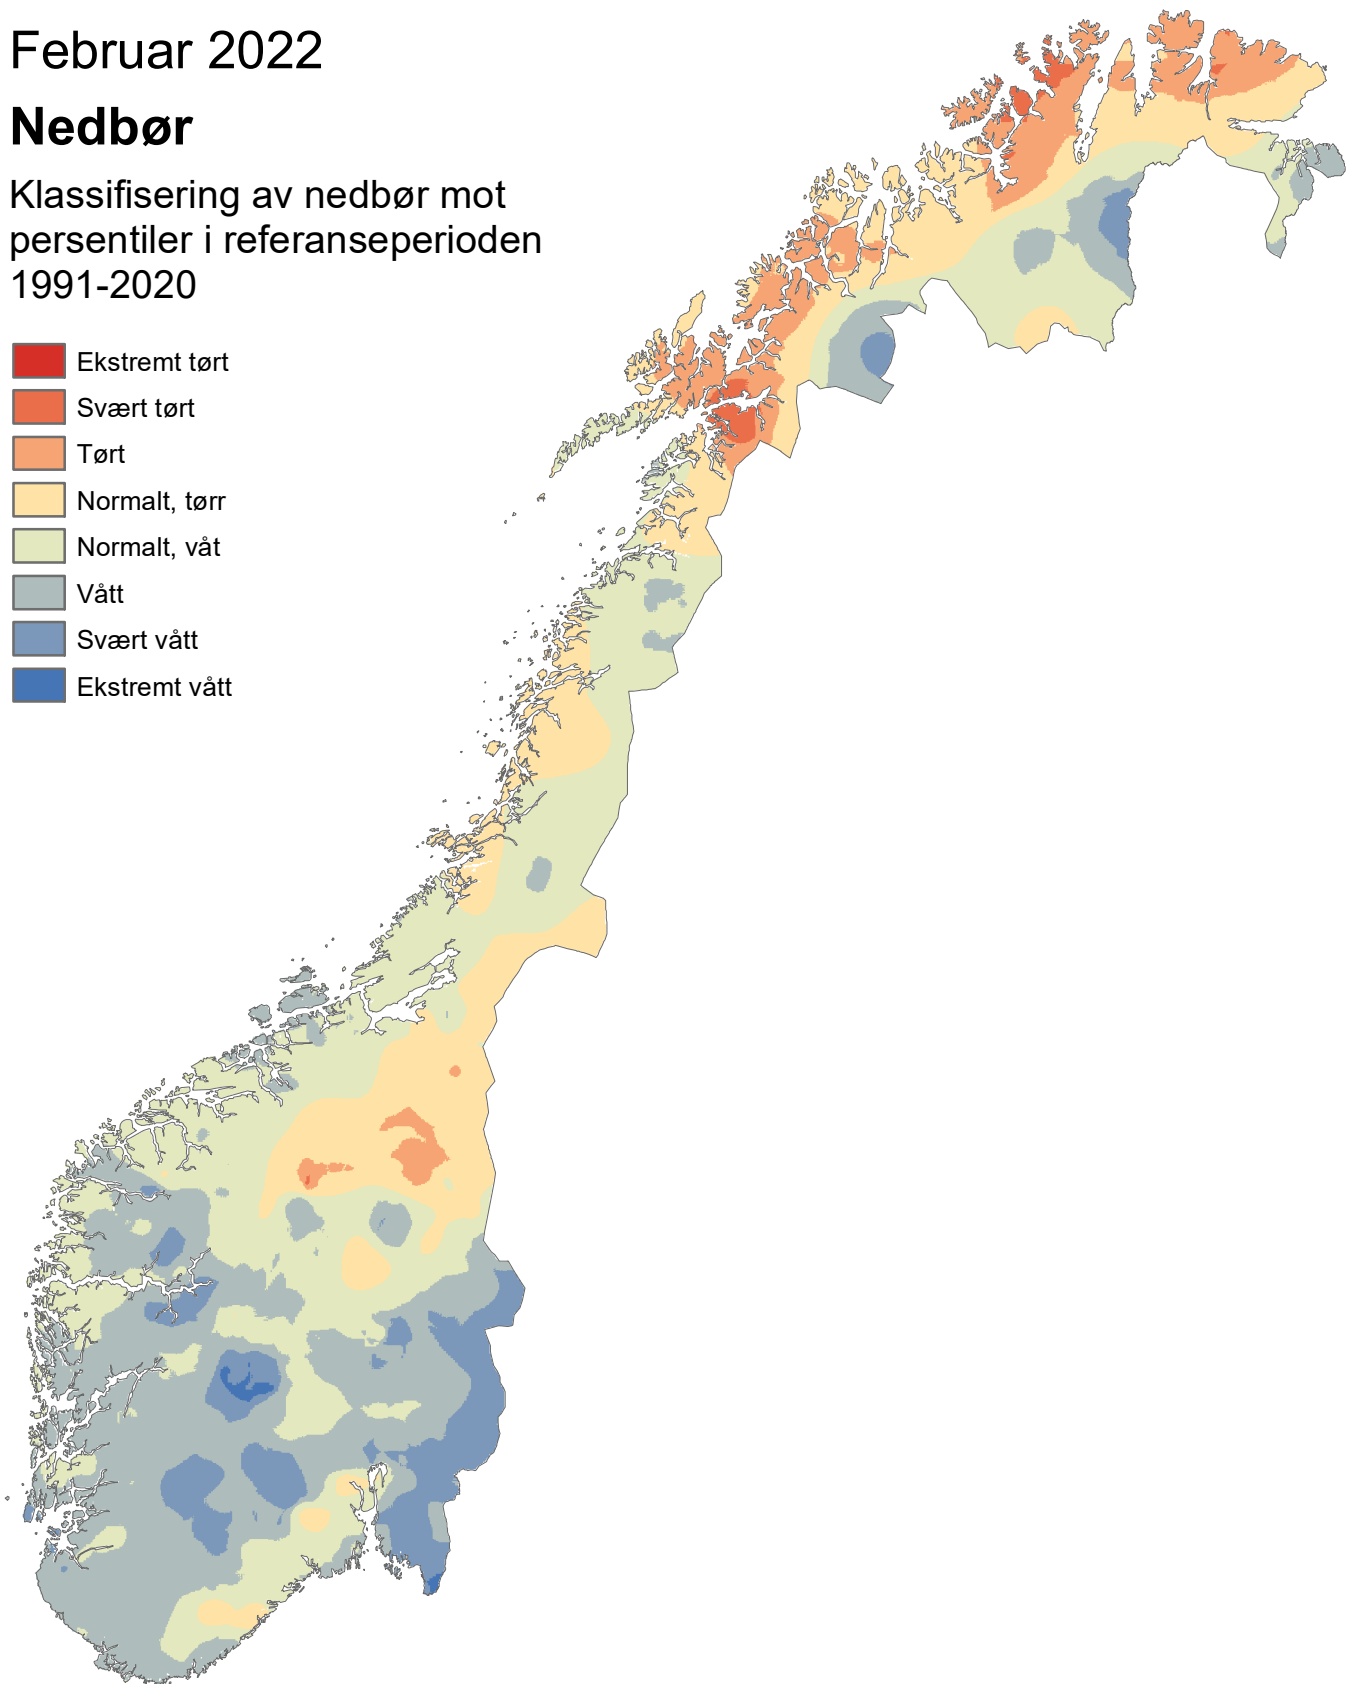 Februar 2022
Nedbør
Klassifisering av nedbør mot
persentiler i referanseperioden
1991-2020
Ekstremt tørt
Svært tørt
Tørt
Normalt, tørr
Normalt, våt
Vått
Svært vått
Ekstremt vått